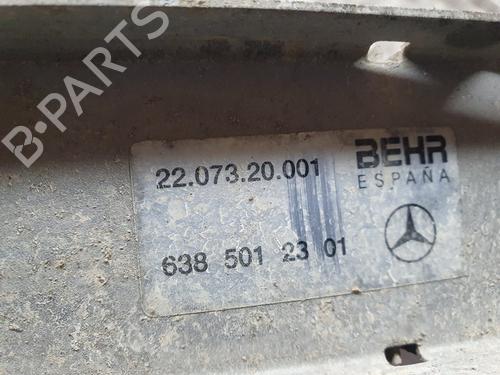 B-PARTS
22.073.20.001
BEHR
ESPAÑA
638 501 23 01